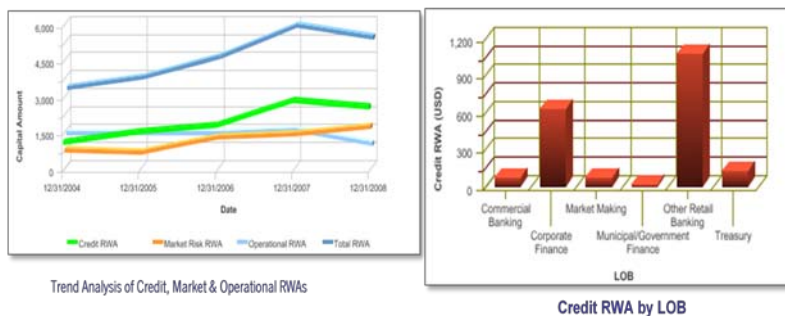 6,000
4,500
3,000
1,500
0
Capital Amount
12/31/2004 12/31/2005 12/31/2006 12/31/2007 12/31/2008
Date
Credit RWA Market Risk RWA Operational RWA Total RWA
Trend Analysis of Credit, Market & Operational RWAs
1,200
900
600
300
0
Credit RWA (USD)
Commercial Banking
Corporate Finance
Market Making
Municipal/Government Finance
Other Retail Banking
Treasury
LOB
Credit RWA by LOB